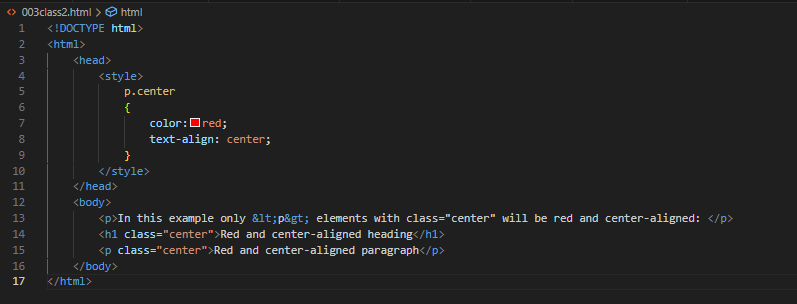 003class2.html > html
1 <!DOCTYPE html>
2 <html>
3     <head>
4         <style>
5             p.center
6             {
7                 color:red;
8                 text-align: center;
9             }
10         </style>
11     </head>
12     <body>
13         <p>In this example only &lt;p&gt; elements with class="center" will be red and center-aligned: </p>
14         <h1 class="center">Red and center-aligned heading</h1>
15         <p class="center">Red and center-aligned paragraph</p>
16     </body>
17 </html>